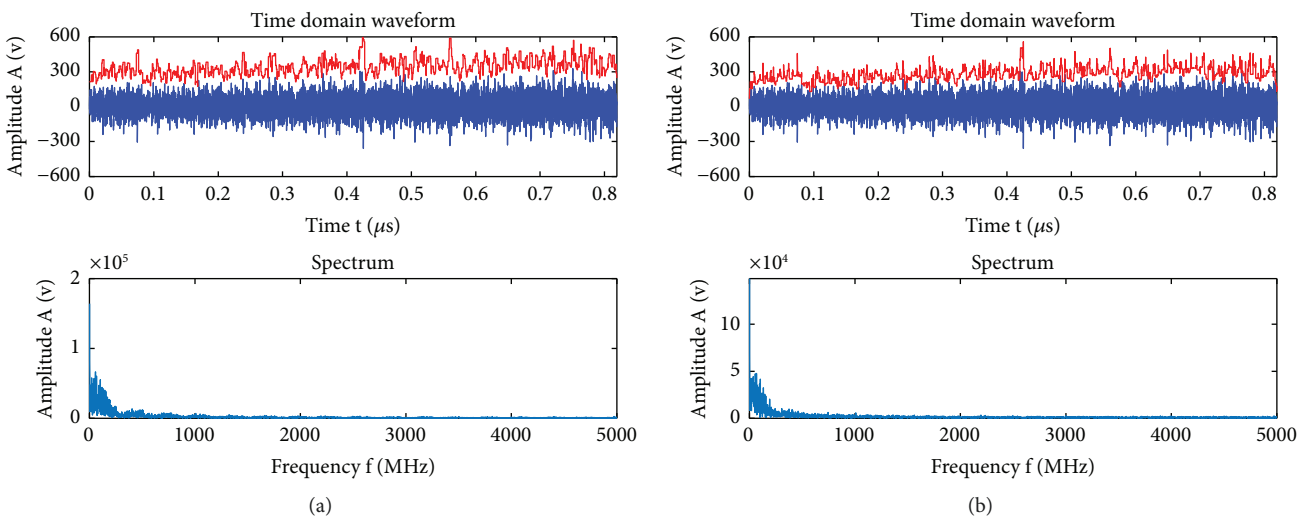 Time domain waveform
Amplitude A (v)
600
300
0
−300
−600
0 0.1 0.2 0.3 0.4 0.5 0.6 0.7 0.8
Time t (μs)
×10⁵
Spectrum
Amplitude A (v)
2
1
0
0 1000 2000 3000 4000 5000
Frequency f (MHz)
(a)
Time domain waveform
Amplitude A (v)
600
300
0
−300
−600
0 0.1 0.2 0.3 0.4 0.5 0.6 0.7 0.8
Time t (μs)
×10⁴
Spectrum
Amplitude A (v)
10
5
0
0 1000 2000 3000 4000 5000
Frequency f (MHz)
(b)